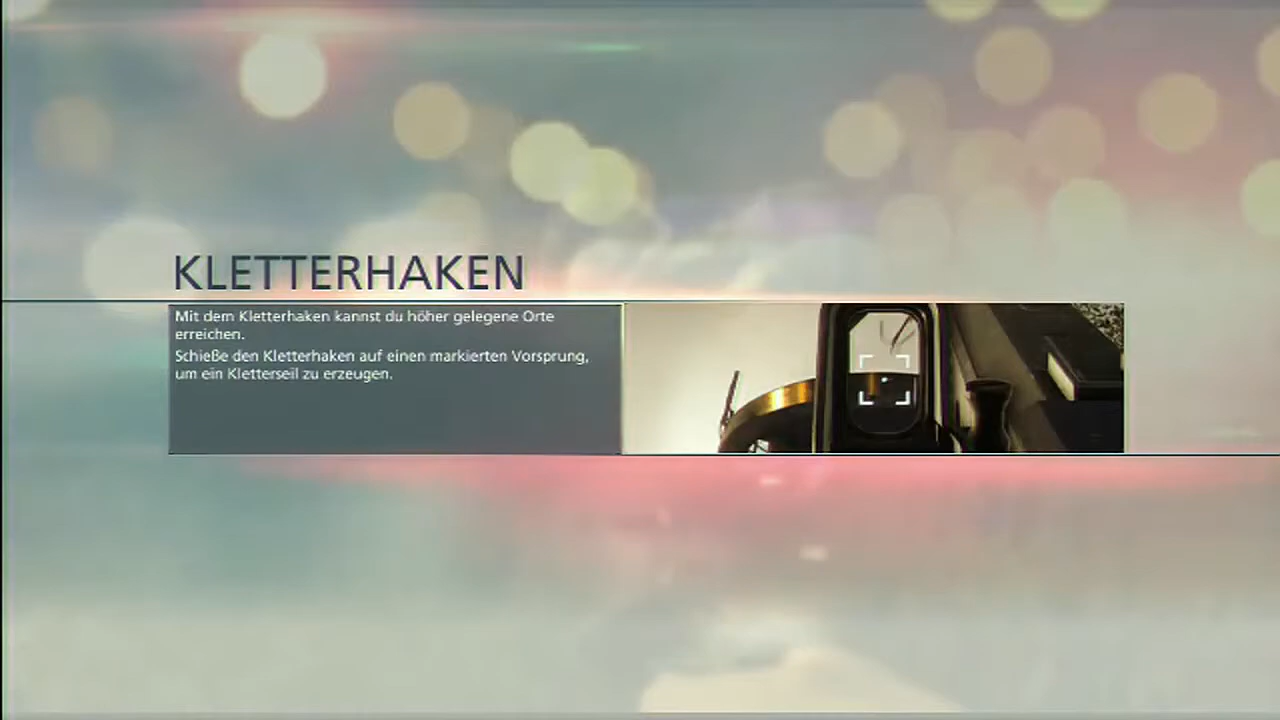 KLETTERHAKEN
Mit dem Kletterhaken kannst du höher gelegene Orte
erreichen.
Schieße den Kletterhaken auf einen markierten Vorsprung,
um ein Kletterseil zu erzeugen.